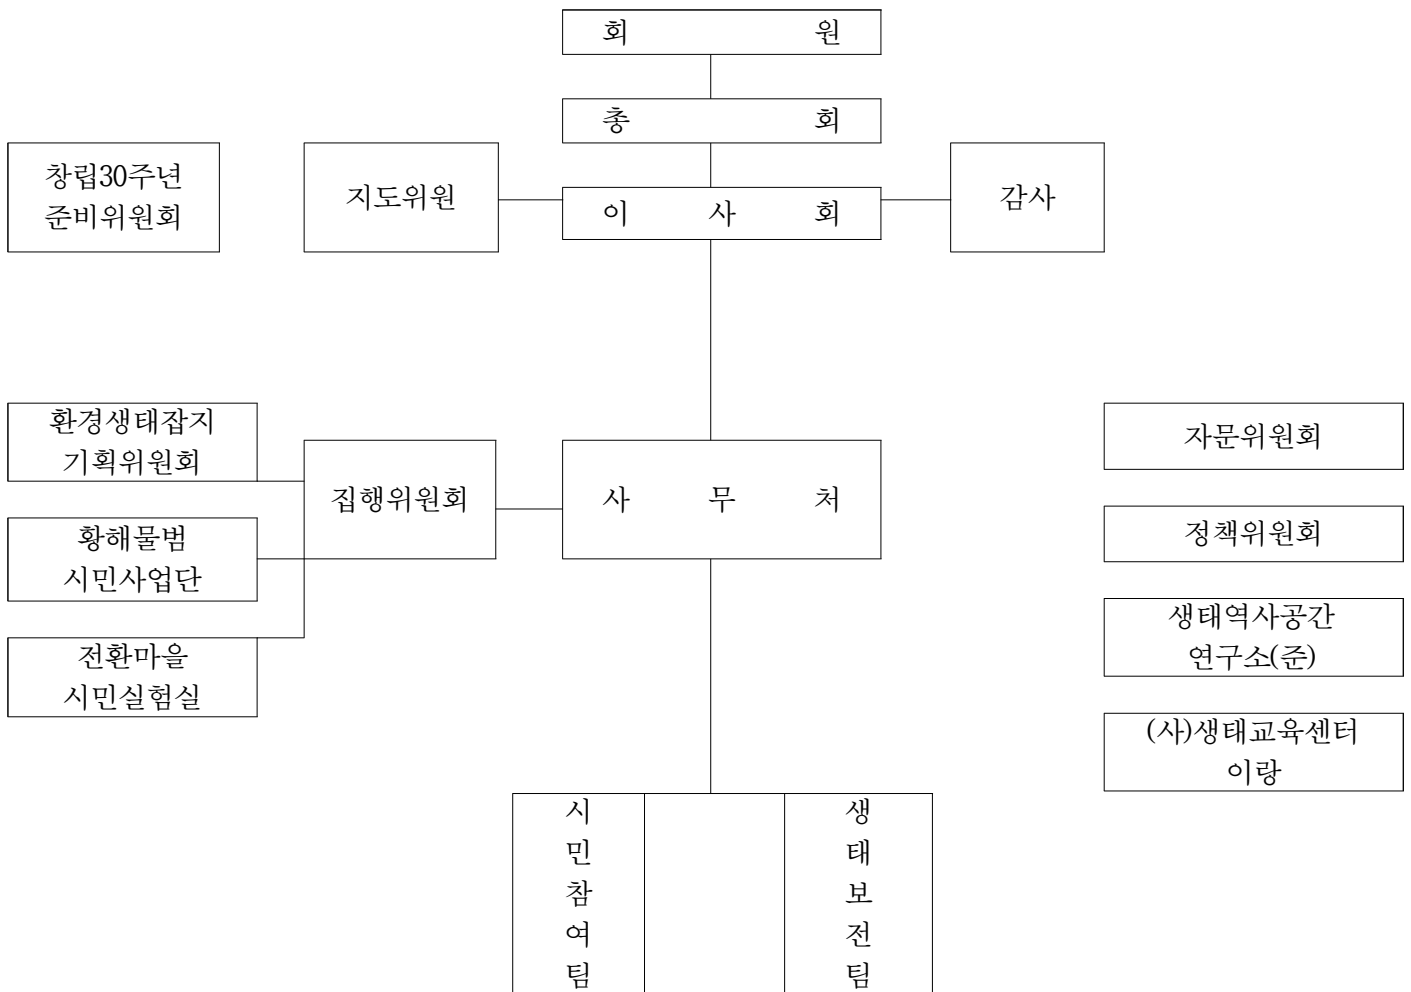 회 원
총 회
창립30주년
준비위원회
지도위원
이 사 회
감사
환경생태잡지
기획위원회
황해물범
시민사업단
전환마을
시민실험실
집행위원회
사 무 처
자문위원회
정책위원회
생태역사공간
연구소(준)
(사)생태교육센터
이랑
시
민
참
여
팀
생
태
보
전
팀